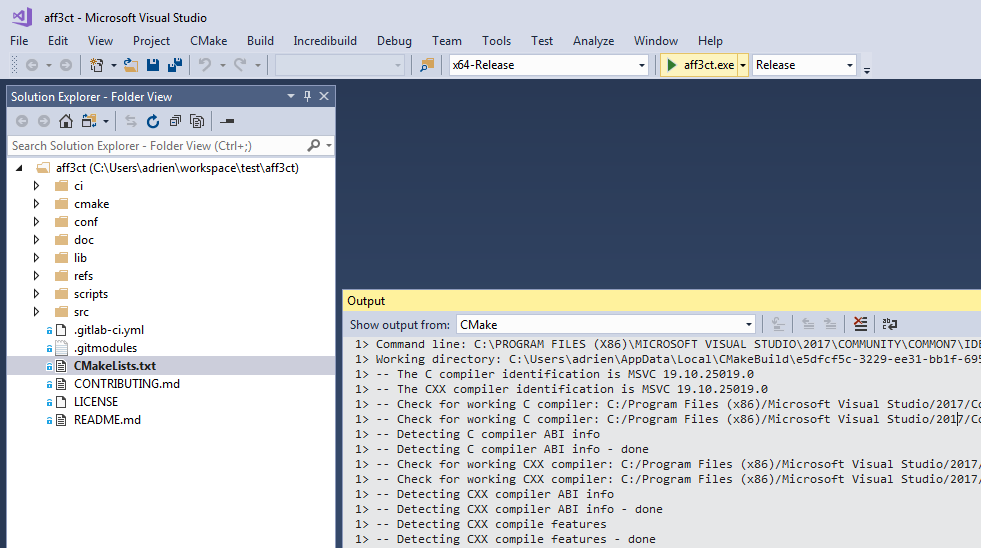 aff3ct - Microsoft Visual Studio
File Edit View Project CMake Build Incredibuild Debug Team Tools Test Analyze Window Help
x64-Release aff3ct.exe Release
Solution Explorer - Folder View
Search Solution Explorer - Folder View (Ctrl+;)
aff3ct (C:\Users\adrien\workspace\test\aff3ct)
ci
cmake
conf
doc
lib
refs
scripts
src
.gitlab-ci.yml
.gitmodules
CMakeLists.txt
CONTRIBUTING.md
LICENSE
README.md
Output
Show output from: CMake
1> Command line: C:\PROGRAM FILES (X86)\MICROSOFT VISUAL STUDIO\2017\COMMUNITY\COMMON7\IDE
1> Working directory: C:\Users\adrien\AppData\Local\CMakeBuild\e5dfcf5c-3229-ee31-bb1f-695
1> -- The C compiler identification is MSVC 19.10.25019.0
1> -- The CXX compiler identification is MSVC 19.10.25019.0
1> -- Check for working C compiler: C:/Program Files (x86)/Microsoft Visual Studio/2017/Co
1> -- Check for working C compiler: C:/Program Files (x86)/Microsoft Visual Studio/2017/Co
1> -- Detecting C compiler ABI info
1> -- Detecting C compiler ABI info - done
1> -- Check for working CXX compiler: C:/Program Files (x86)/Microsoft Visual Studio/2017/
1> -- Check for working CXX compiler: C:/Program Files (x86)/Microsoft Visual Studio/2017/
1> -- Detecting CXX compiler ABI info
1> -- Detecting CXX compiler ABI info - done
1> -- Detecting CXX compile features
1> -- Detecting CXX compile features - done